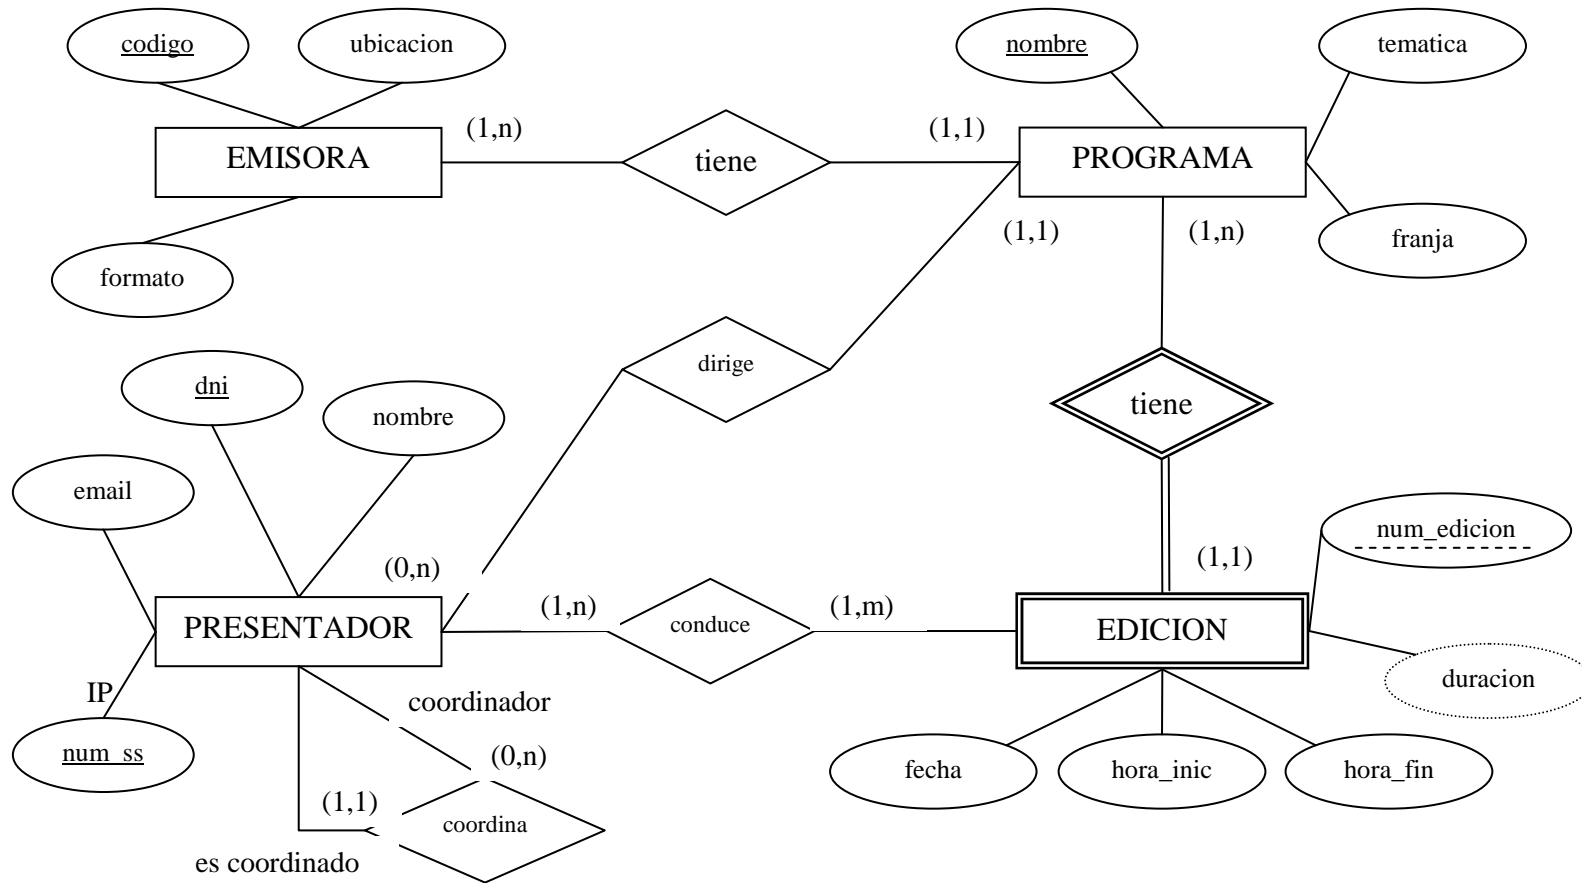 codigo
ubicacion
nombre
tematica
(1,n)
(1,1)
EMISORA
tiene
PROGRAMA
(1,1)
(1,n)
franja
formato
dirige
dni
nombre
tiene
email
num_edicion
(0,n)
(1,1)
(1,n)
(1,m)
PRESENTADOR
conduce
EDICION
duracion
IP
coordinador
num_ss
(0,n)
fecha
hora_inic
hora_fin
(1,1)
coordina
es coordinado